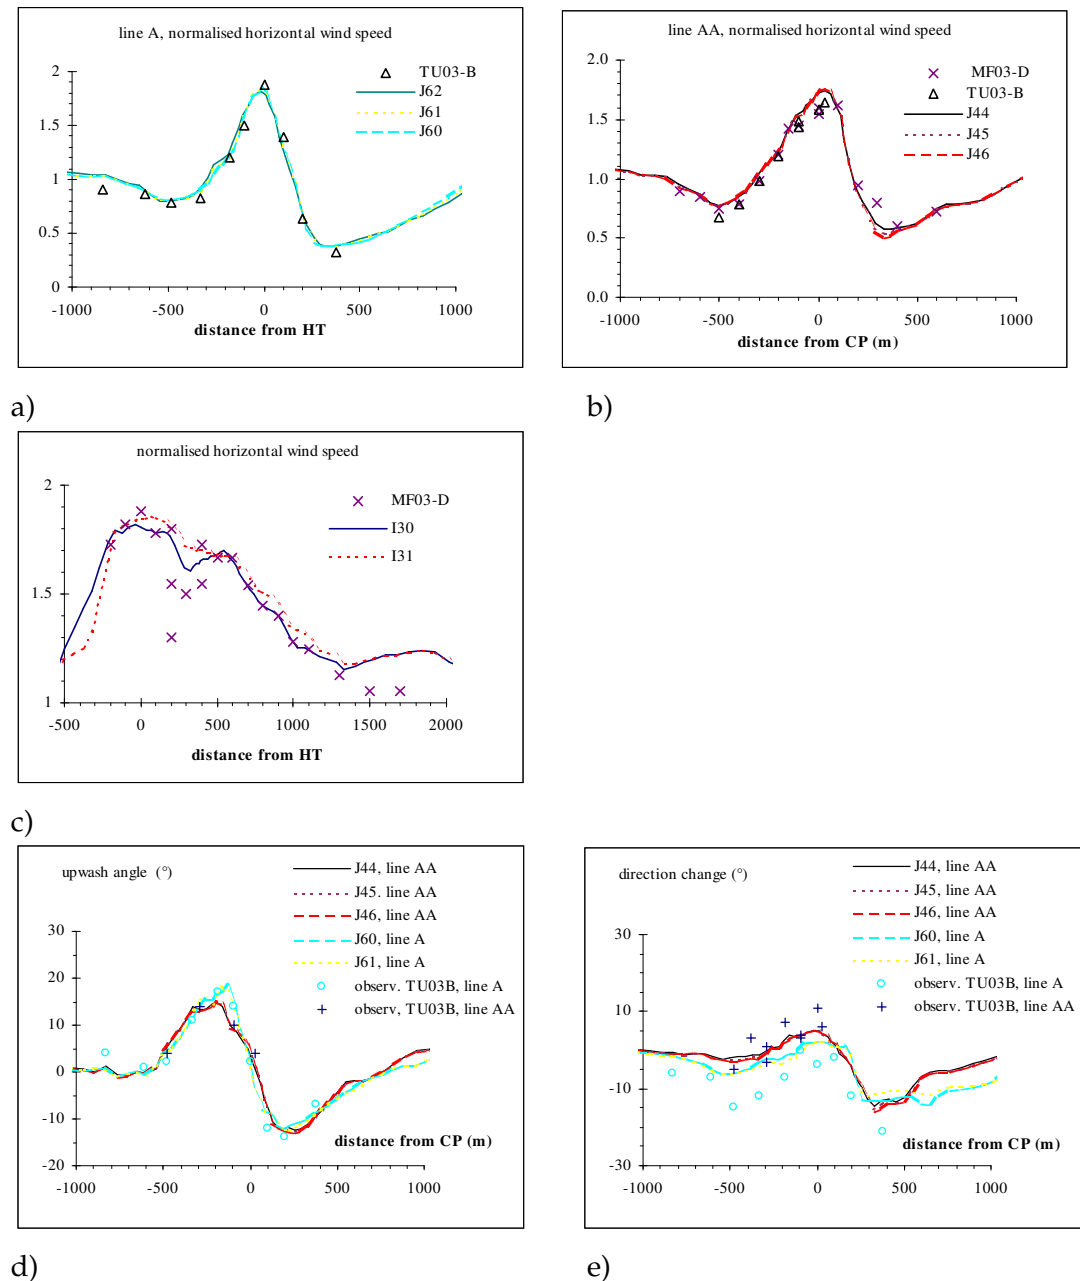 line A, normalised horizontal wind speed
TU03-B
J62
J61
J60
2
1.5
1
0.5
0
-1000 -500 0 500 1000
distance from HT
a)
line AA, normalised horizontal wind speed
MF03-D
TU03-B
J44
J45
J46
2.0
1.5
1.0
0.5
0.0
-1000 -500 0 500 1000
distance from CP (m)
b)
normalised horizontal wind speed
MF03-D
I30
I31
2
1.5
1
-500 0 500 1000 1500 2000
distance from HT
c)
upwash angle (°)
J44, line AA
J45. line AA
J46, line AA
J60, line A
J61, line A
observ. TU03B, line A
observ, TU03B, line AA
30
20
10
0
-10
-20
distance from CP (m)
-1000 -500 0 500 1000
d)
direction change (°)
J44, line AA
J45, line AA
J46, line AA
J60, line A
J61, line A
observ. TU03B, line A
observ. TU03B, line AA
30
10
-10
-30
distance from CP (m)
-1000 -500 0 500 1000
e)